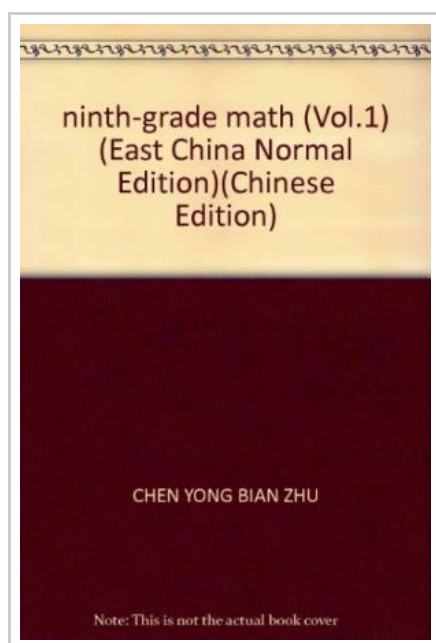 ninth-grade math (Vol.1)
(East China Normal
Edition)(Chinese
Edition)
CHEN YONG BIAN ZHU
Note: This is not the actual book cover